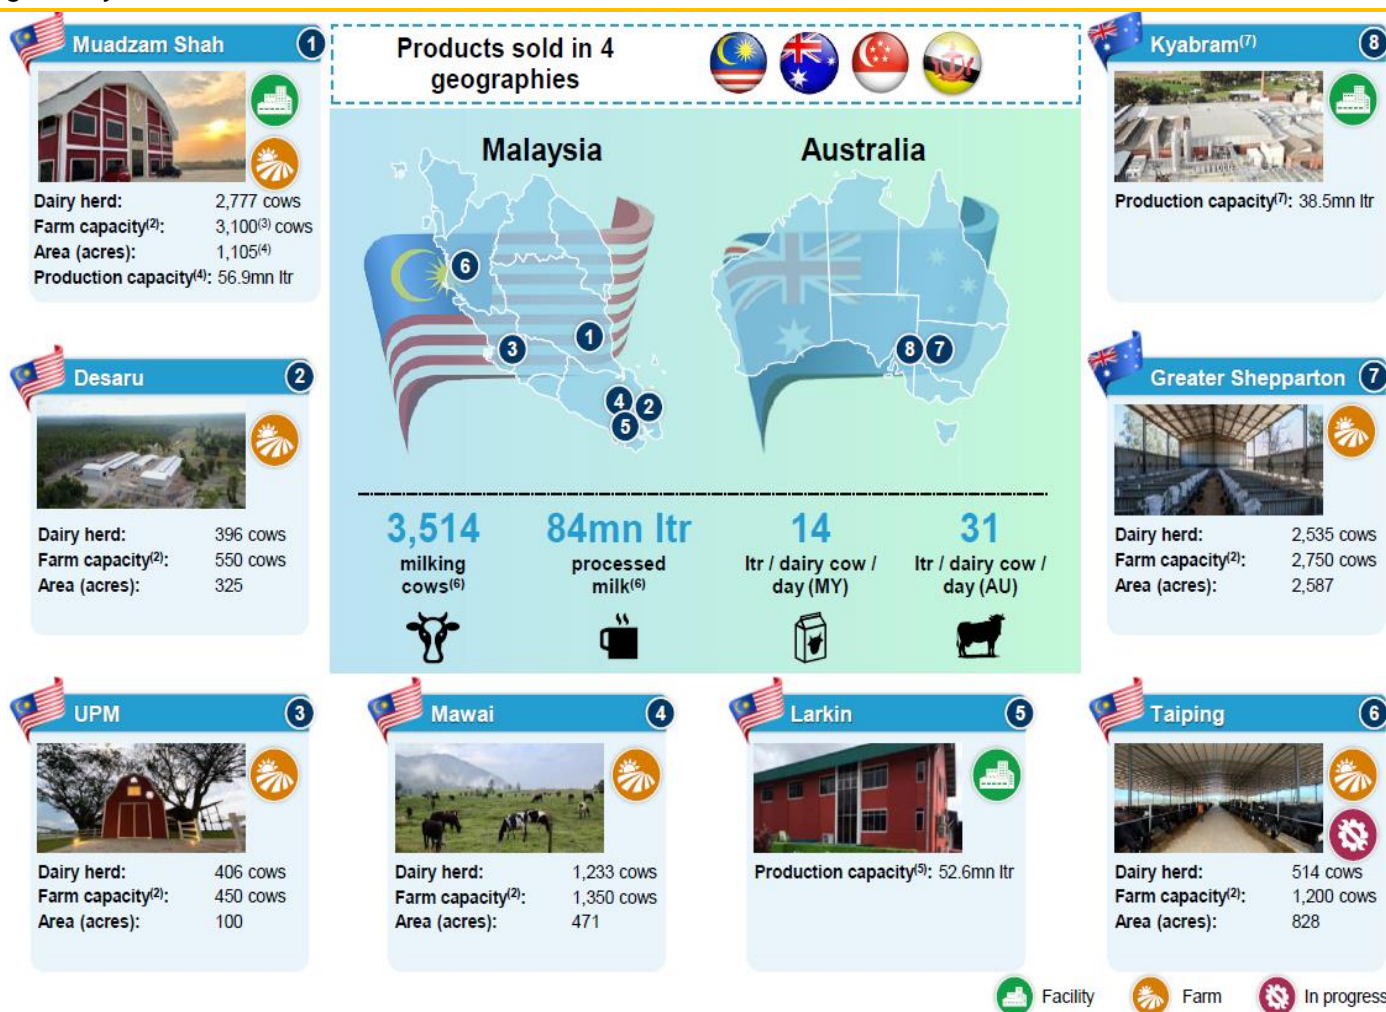 Muadzam Shah 1
Dairy herd: 2,777 cows
Farm capacity(2): 3,100(3) cows
Area (acres): 1,105(4)
Production capacity(4): 56.9mn ltr
Products sold in 4
geographies
Kyabram(7) 8
Production capacity(7): 38.5mn ltr
Malaysia
Australia
6
1
3
4
2
5
8
7
Desaru 2
Dairy herd: 396 cows
Farm capacity(2): 550 cows
Area (acres): 325
Greater Shepparton 7
Dairy herd: 2,535 cows
Farm capacity(2): 2,750 cows
Area (acres): 2,587
3,514
milking
cows(6)
84mn ltr
processed
milk(6)
14
ltr / dairy cow /
day (MY)
31
ltr / dairy cow /
day (AU)
UPM 3
Dairy herd: 406 cows
Farm capacity(2): 450 cows
Area (acres): 100
Mawai 4
Dairy herd: 1,233 cows
Farm capacity(2): 1,350 cows
Area (acres): 471
Larkin 5
Production capacity(5): 52.6mn ltr
Taiping 6
Dairy herd: 514 cows
Farm capacity(2): 1,200 cows
Area (acres): 828
Facility
Farm
In progress